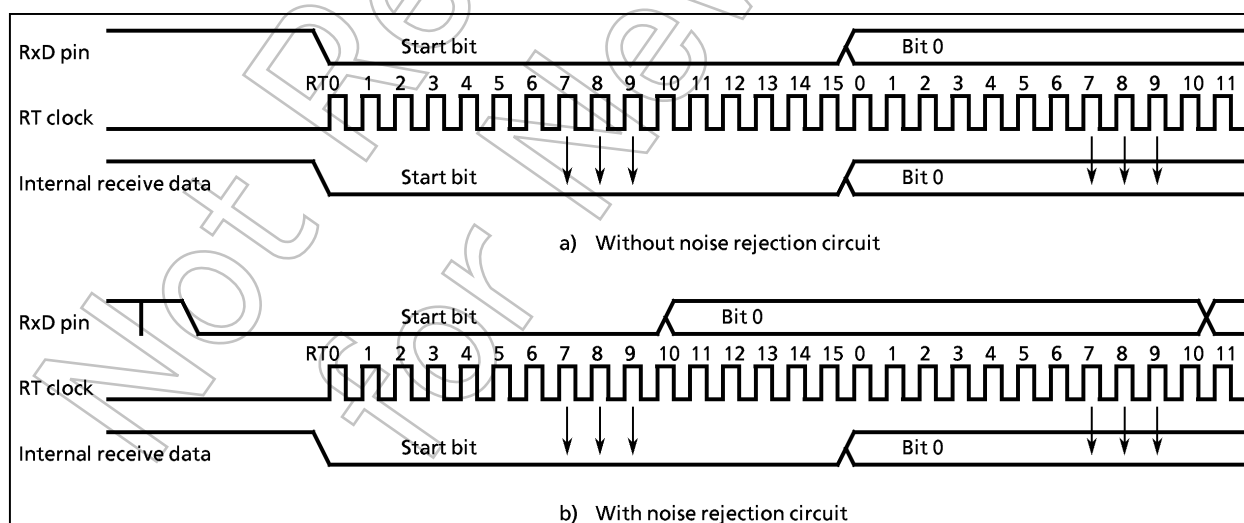 RxD pin Start bit Bit 0
RT0 1 2 3 4 5 6 7 8 9 10 11 12 13 14 15 0 1 2 3 4 5 6 7 8 9 10 11
RT clock
Internal receive data Start bit Bit 0
a) Without noise rejection circuit
RxD pin Start bit Bit 0
RT0 1 2 3 4 5 6 7 8 9 10 11 12 13 14 15 0 1 2 3 4 5 6 7 8 9 10 11
RT clock
Internal receive data Start bit Bit 0
b) With noise rejection circuit
Not Re
for New